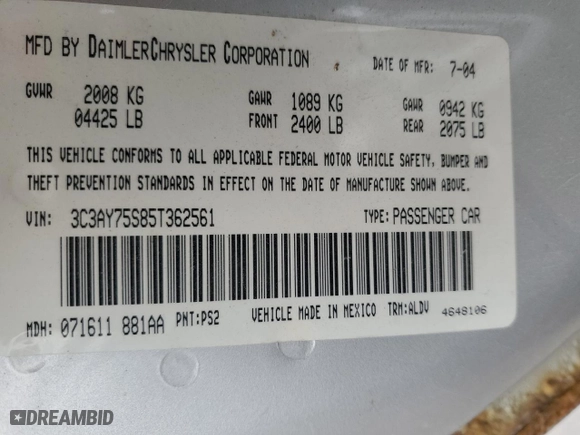 MFD BY DAIMLERCHRYSLER CORPORATION DATE OF MFR: 7-04
GVWR 2008 KG GAWR 1089 KG GAWR 0942 KG
04425 LB FRONT 2400 LB REAR 2075 LB
THIS VEHICLE CONFORMS TO ALL APPLICABLE FEDERAL MOTOR VEHICLE SAFETY, BUMPER AND
THEFT PREVENTION STANDARDS IN EFFECT ON THE DATE OF MANUFACTURE SHOWN ABOVE.
VIN: 3C3AY75S85T362561 TYPE: PASSENGER CAR
MDH: 071611 881AA PNT:PS2 VEHICLE MADE IN MEXICO TRM:ALDV 4648106
DREAMBID